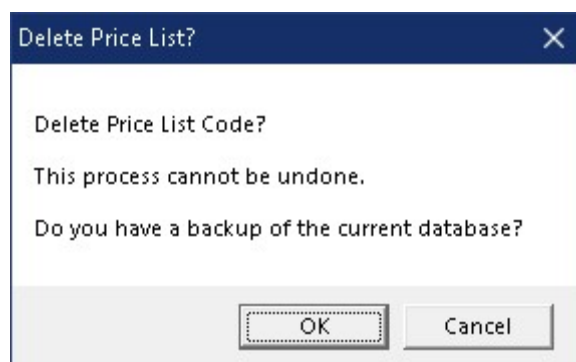 Delete Price List?
Delete Price List Code?
This process cannot be undone.
Do you have a backup of the current database?
OK
Cancel